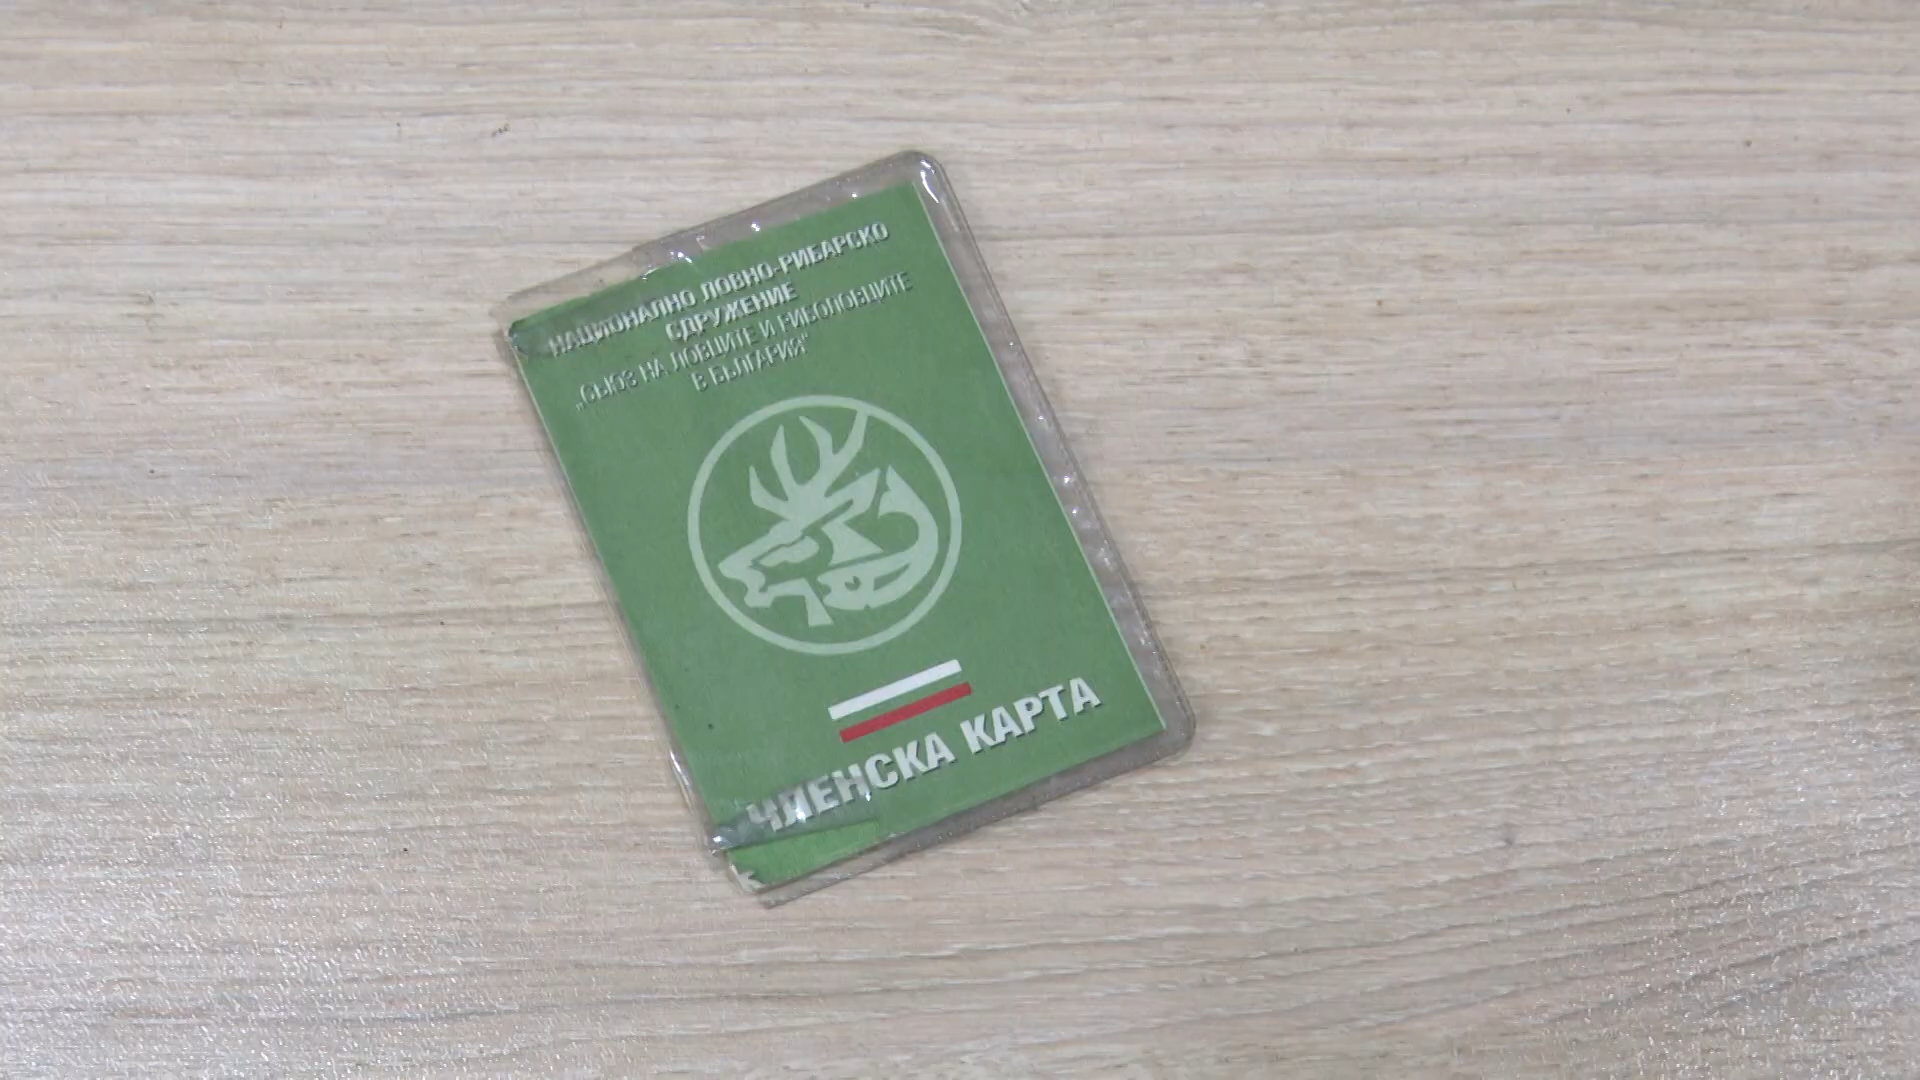 НАЦИОНАЛНО ЛОВНО-РИБАРСКО
СДРУЖЕНИЕ
„СЪЮЗ НА ЛОВЦИТЕ И РИБОЛОВЦИТЕ
В БЪЛГАРИЯ“
ЧЛЕНСКА КАРТА